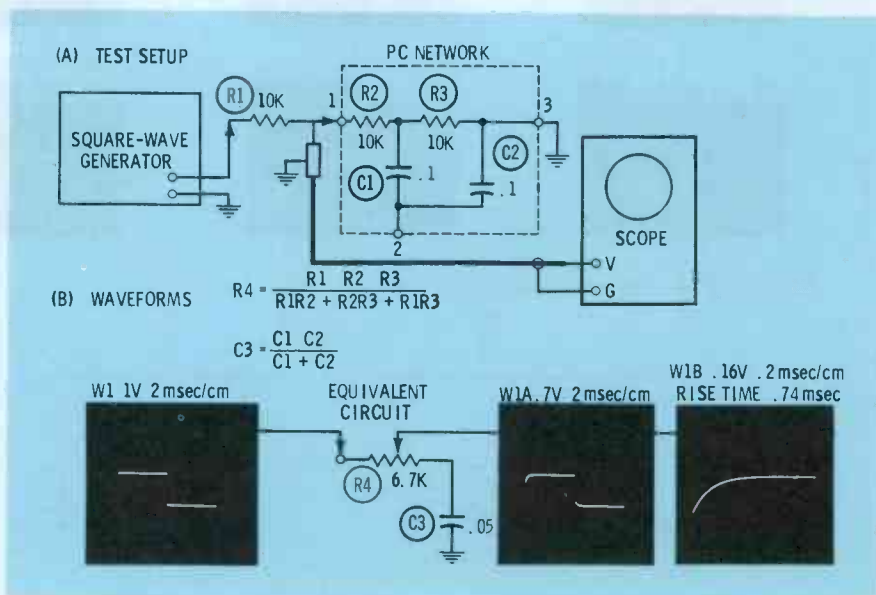 (A) TEST SETUP
PC NETWORK
R1 10K
1
R2
R3
3
SQUARE-WAVE
GENERATOR
10K
10K
C2
C1
.1
.1
2
SCOPE
V
G
(B) WAVEFORMS
R4 = R1 R2 R3
R1R2 + R2R3 + R1R3
C3 = C1 C2
C1 + C2
W1 1V 2 msec/cm
EQUIVALENT
CIRCUIT
W1A .7V 2 msec/cm
W1B .16V .2 msec/cm
RISE TIME .74 msec
R4
6.7K
C3
.05